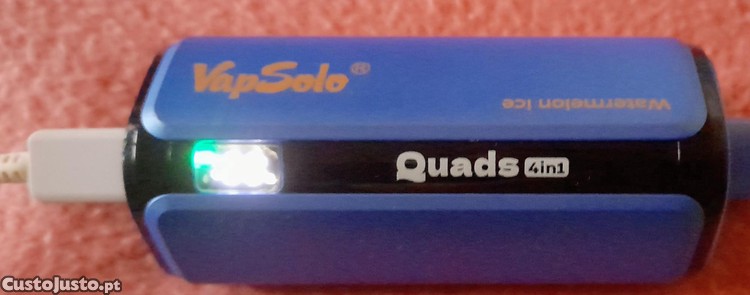 VapSolo®
Watermelon Ice
Quads 4in1
CustoJusto.pt